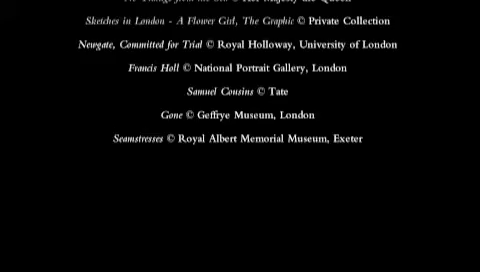 Sketches in London - A Flower Girl, The Graphic © Private Collection
Newgate, Committed for Trial © Royal Holloway, University of London
Francis Holl © National Portrait Gallery, London
Samuel Cousins © Tate
Gone © Geffrye Museum, London
Seamstresses © Royal Albert Memorial Museum, Exeter